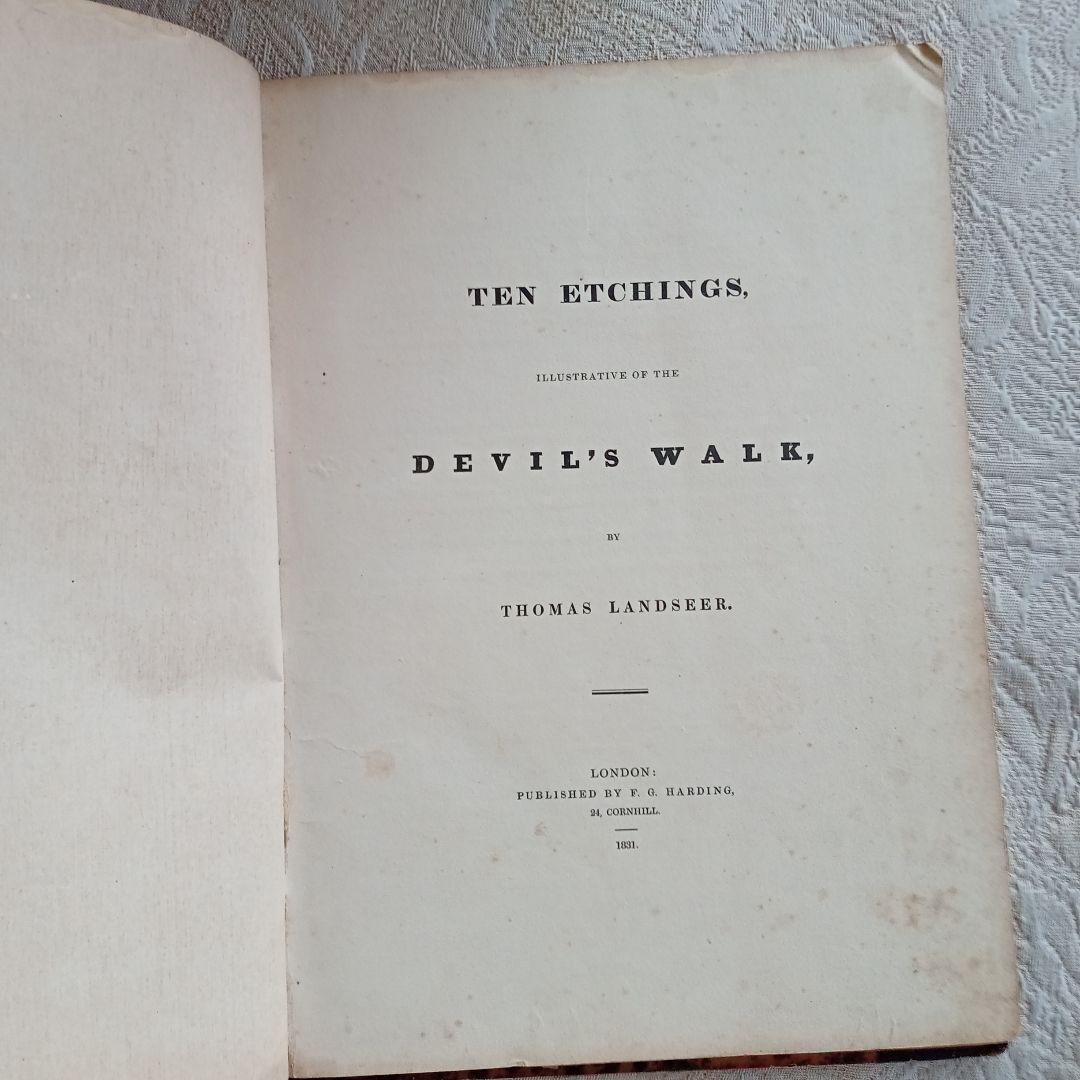 TEN ETCHINGS,
ILLUSTRATIVE OF THE
DEVIL'S WALK,
BY
THOMAS LANDSEER.
LONDON:
PUBLISHED BY F. G. HARDING,
24, CORNHILL.
1831.